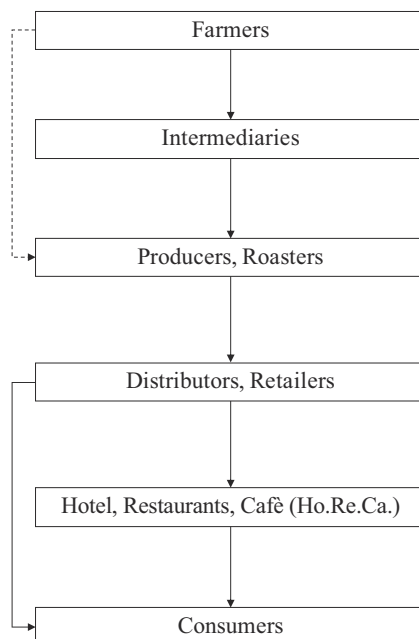 Farmers
Intermediaries
Producers, Roasters
Distributors, Retailers
Hotel, Restaurants, Cafè (Ho.Re.Ca.)
Consumers